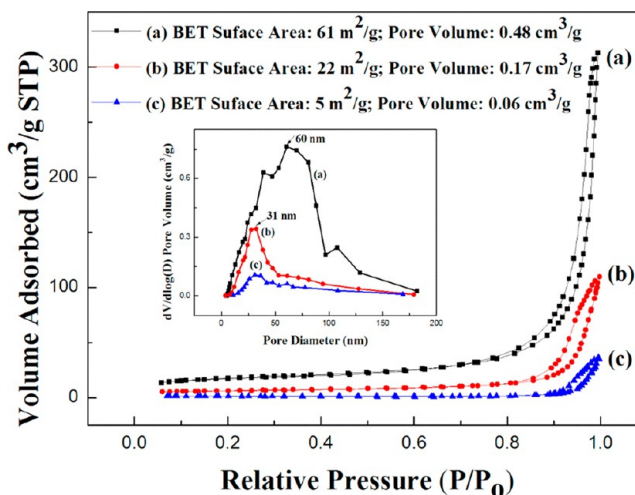 (a) BET Suface Area: 61 m²/g; Pore Volume: 0.48 cm³/g
(b) BET Suface Area: 22 m²/g; Pore Volume: 0.17 cm³/g
(c) BET Suface Area: 5 m²/g; Pore Volume: 0.06 cm³/g
(a)
(b)
(c)
Volume Adsorbed (cm³/g STP)
300
200
100
0
0.0 0.2 0.4 0.6 0.8 1.0
Relative Pressure (P/P₀)
dV/dlog(D) Pore Volume (cm³/g)
0.9
0.6
0.3
0.0
60 nm
(a)
31 nm
(b)
(c)
0 50 100 150 200
Pore Diameter (nm)